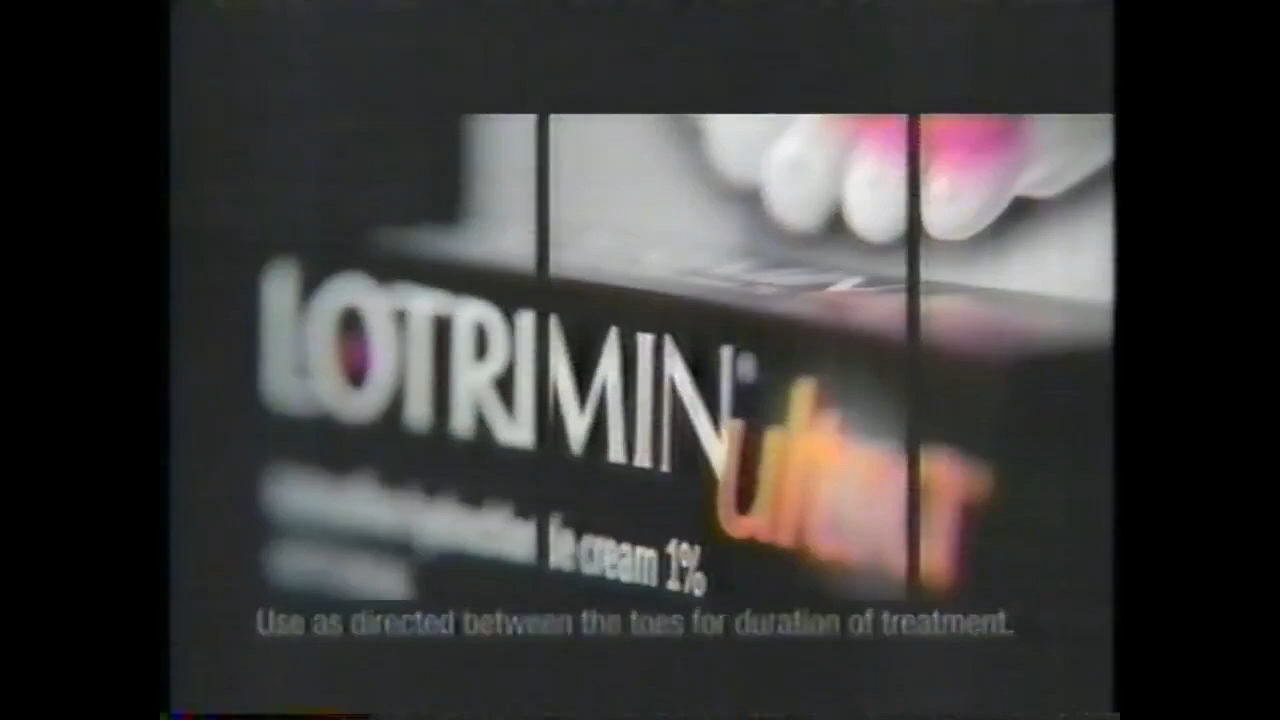 LOTRIMIN
ultra
cream 1%
Use as directed between the toes for duration of treatment.